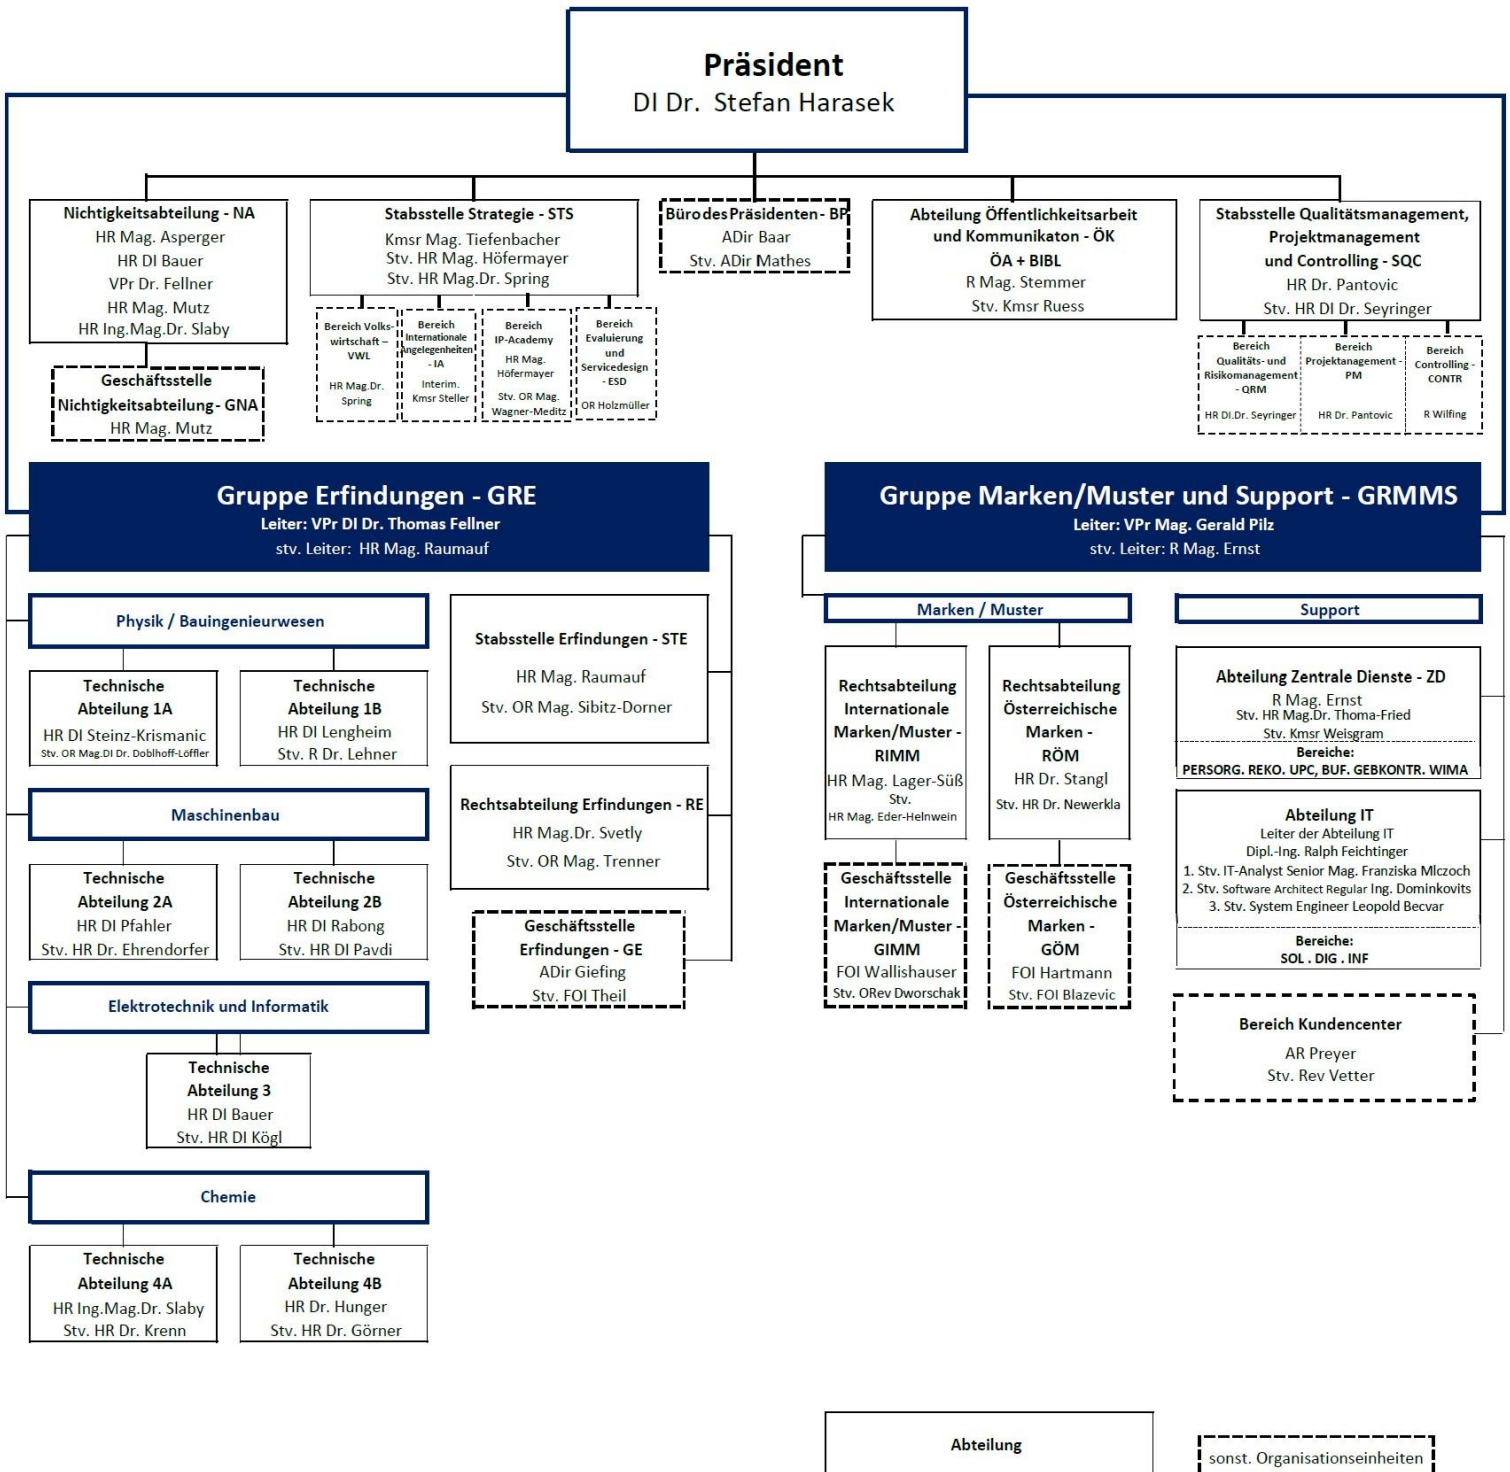 Präsident
DI Dr. Stefan Harasek
Nichtigkeitsabteilung - NA
HR Mag. Asperger
HR DI Bauer
VPr Dr. Fellner
HR Mag. Mutz
HR Ing.Mag.Dr. Slaby
Geschäftsstelle
Nichtigkeitsabteilung - GNA
HR Mag. Mutz
Stabsstelle Strategie - STS
Kmsr Mag. Tiefenbacher
Stv. HR Mag. Höfermayer
Stv. HR Mag.Dr. Spring
Bereich Volks-
wirtschaft –
VWL
HR Mag.Dr.
Spring
Bereich
Internationale
Angelegenheiten
- IA
Interim.
Kmsr Steller
Bereich
IP-Academy
HR Mag.
Höfermayer
Stv. OR Mag.
Wagner-Meditz
Bereich
Evaluierung
und
Servicedesign
- ESD
OR Holzmüller
Büro des Präsidenten - BP
ADir Baar
Stv. ADir Mathes
Abteilung Öffentlichkeitsarbeit
und Kommunikaton - ÖK
ÖA + BIBL
R Mag. Stemmer
Stv. Kmsr Ruess
Stabsstelle Qualitätsmanagement,
Projektmanagement
und Controlling - SQC
HR Dr. Pantovic
Stv. HR DI Dr. Seyringer
Bereich
Qualitäts- und
Risikomanagement
- QRM
HR DI.Dr. Seyringer
Bereich
Projektanagement -
PM
HR Dr. Pantovic
Bereich
Controlling -
CONTR
R Wilfing
Gruppe Erfindungen - GRE
Leiter: VPr DI Dr. Thomas Fellner
stv. Leiter: HR Mag. Raumauf
Physik / Bauingenieurwesen
Technische
Abteilung 1A
HR DI Steinz-Krismanic
Stv. OR Mag.DI Dr. Doblhoff-Löffler
Technische
Abteilung 1B
HR DI Lengheim
Stv. R Dr. Lehner
Maschinenbau
Technische
Abteilung 2A
HR DI Pfahler
Stv. HR Dr. Ehrendorfer
Technische
Abteilung 2B
HR DI Rabong
Stv. HR DI Pavdi
Elektrotechnik und Informatik
Technische
Abteilung 3
HR DI Bauer
Stv. HR DI Kögl
Chemie
Technische
Abteilung 4A
HR Ing.Mag.Dr. Slaby
Stv. HR Dr. Krenn
Technische
Abteilung 4B
HR Dr. Hunger
Stv. HR Dr. Görner
Stabsstelle Erfindungen - STE
HR Mag. Raumauf
Stv. OR Mag. Sibitz-Dorner
Rechtsabteilung Erfindungen - RE
HR Mag.Dr. Svetly
Stv. OR Mag. Trenner
Geschäftsstelle
Erfindungen - GE
ADir Giefing
Stv. FOI Theil
Gruppe Marken/Muster und Support - GRMMS
Leiter: VPr Mag. Gerald Pilz
stv. Leiter: R Mag. Ernst
Marken / Muster
Rechtsabteilung
Internationale
Marken/Muster -
RIMM
HR Mag. Lager-Süß
Stv.
HR Mag. Eder-Helnwein
Rechtsabteilung
Österreichische
Marken -
RÖM
HR Dr. Stangl
Stv. HR Dr. Newerkla
Geschäftsstelle
Internationale
Marken/Muster -
GIMM
FOI Wallishauser
Stv. ORev Dworschak
Geschäftsstelle
Österreichische
Marken -
GÖM
FOI Hartmann
Stv. FOI Blazevic
Support
Abteilung Zentrale Dienste - ZD
R Mag. Ernst
Stv. HR Mag.Dr. Thoma-Fried
Stv. Kmsr Weisgram
Bereiche:
PERSORG. REKO. UPC, BUF. GEBKONTR. WIMA
Abteilung IT
Leiter der Abteilung IT
Dipl.-Ing. Ralph Feichtinger
1. Stv. IT-Analyst Senior Mag. Franziska Mlczoch
2. Stv. Software Architect Regular Ing. Dominkovits
3. Stv. System Engineer Leopold Becvar
Bereiche:
SOL . DIG . INF
Bereich Kundencenter
AR Preyer
Stv. Rev Vetter
Abteilung
sonst. Organisationseinheiten